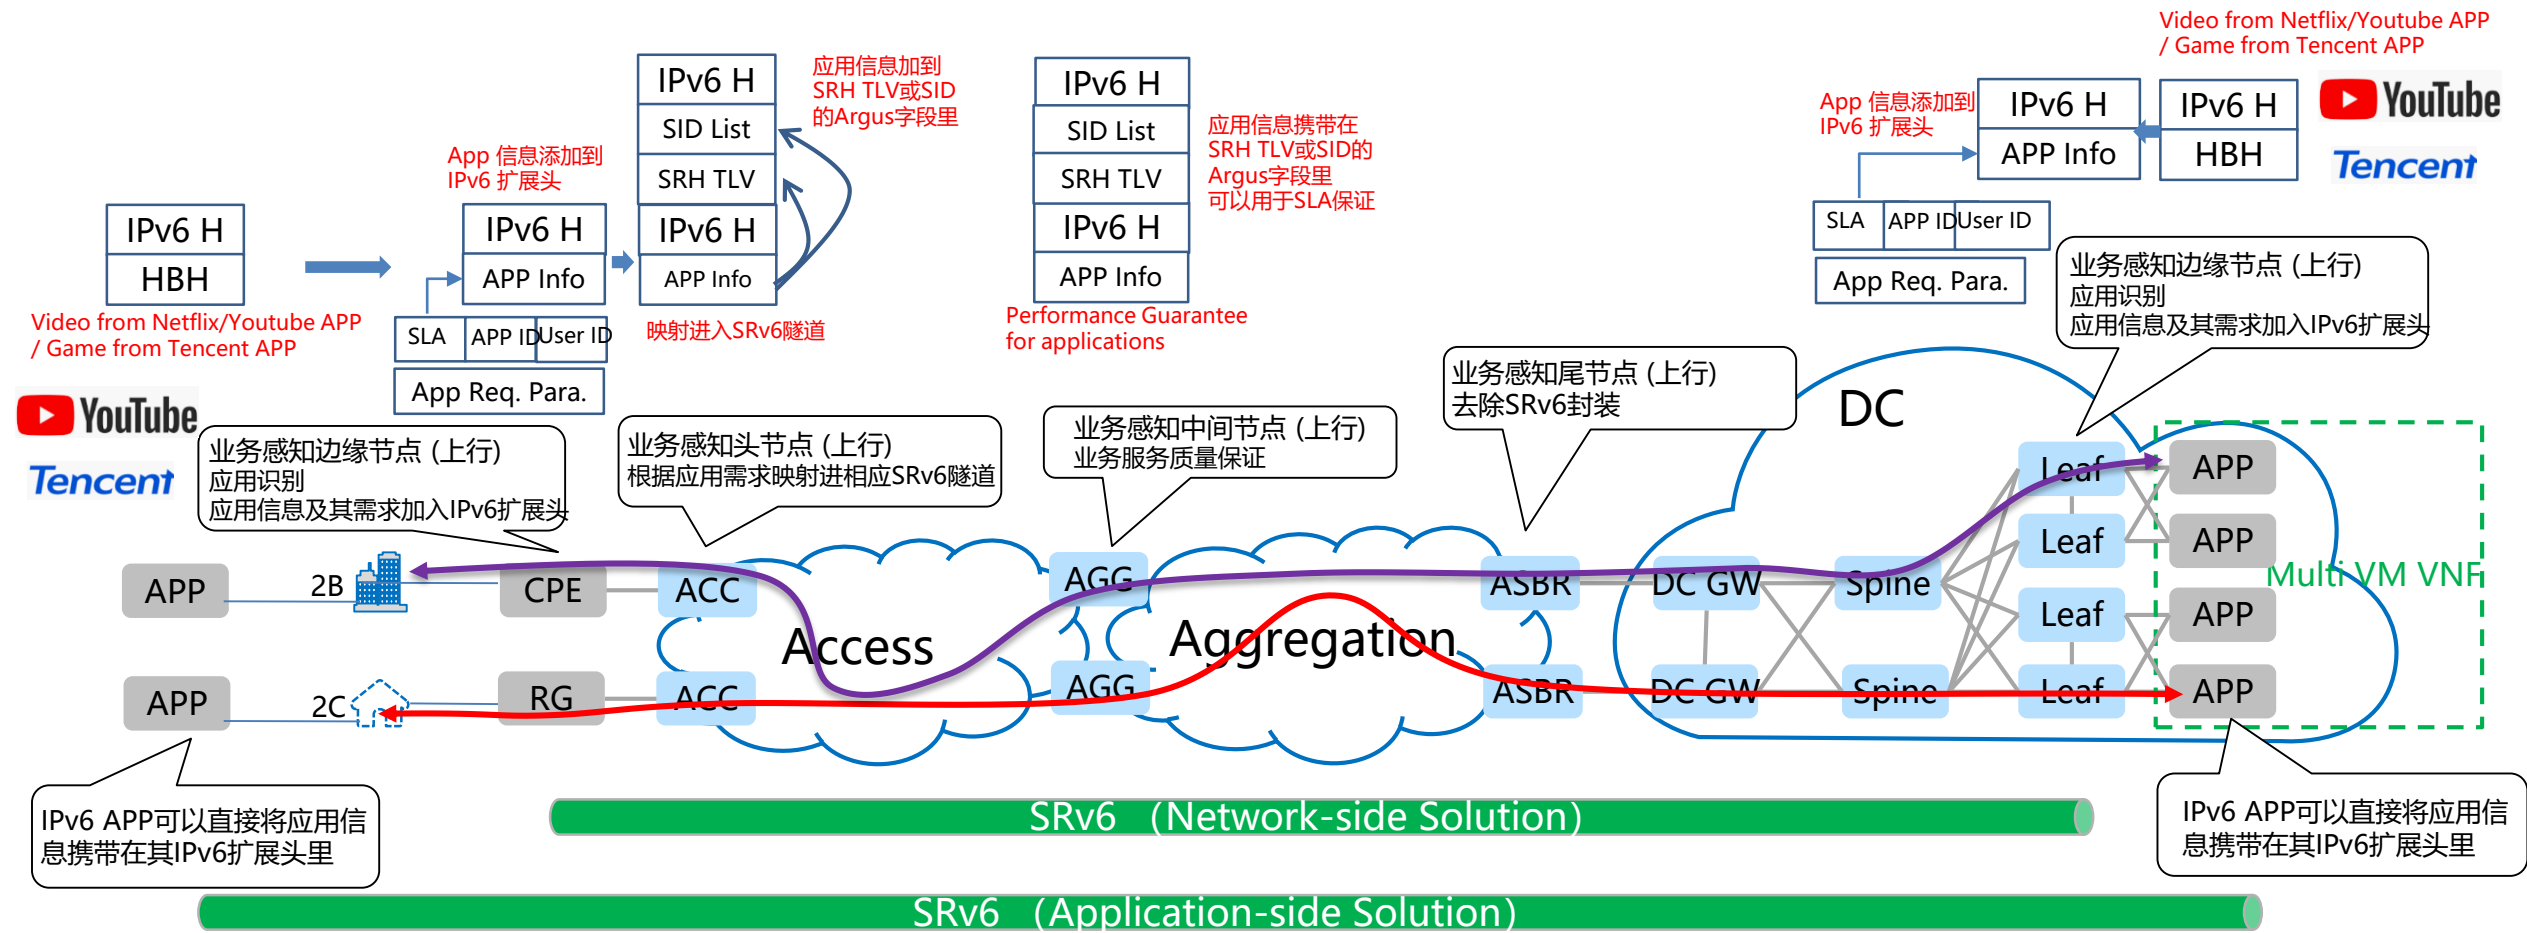 Video from Netflix/Youtube APP
/ Game from Tencent APP
IPv6 H
SID List
SRH TLV
IPv6 H
APP Info
应用信息加到
SRH TLV或SID
的Argus字段里
IPv6 H
SID List
SRH TLV
IPv6 H
APP Info
应用信息携带在
SRH TLV或SID的
Argus字段里
可以用于SLA保证
Performance Guarantee
for applications
App 信息添加到
IPv6 扩展头
IPv6 H
APP Info
IPv6 H
HBH
YouTube
Tencent
SLA
APP ID
User ID
App Req. Para.
App 信息添加到
IPv6 扩展头
IPv6 H
HBH
IPv6 H
APP Info
Video from Netflix/Youtube APP
/ Game from Tencent APP
SLA
APP ID
User ID
App Req. Para.
映射进入SRv6隧道
YouTube
Tencent
业务感知边缘节点 (上行)
应用识别
应用信息及其需求加入IPv6扩展头
业务感知头节点 (上行)
根据应用需求映射进相应SRv6隧道
业务感知中间节点 (上行)
业务服务质量保证
业务感知尾节点 (上行)
去除SRv6封装
业务感知边缘节点 (上行)
应用识别
应用信息及其需求加入IPv6扩展头
DC
Leaf
APP
Leaf
APP
Multi VM VNF
APP
2B
CPE
ACC
AGG
ASBR
DC GW
Spine
Leaf
APP
Access
Aggregation
APP
2C
RG
ACC
AGG
ASBR
DC GW
Spine
Leaf
APP
IPv6 APP可以直接将应用信
息携带在其IPv6扩展头里
IPv6 APP可以直接将应用信
息携带在其IPv6扩展头里
SRv6 （Network-side Solution）
SRv6 （Application-side Solution）